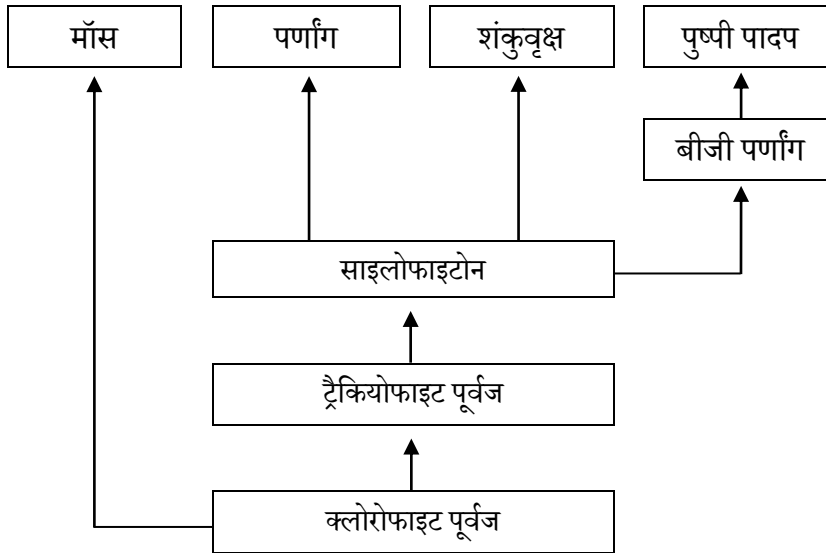 मॉस
पर्णांग
शंकुवृक्ष
पुष्पी पादप
बीजी पर्णांग
साइलोफाइटोन
ट्रैकियोफाइट पूर्वज
क्लोरोफाइट पूर्वज